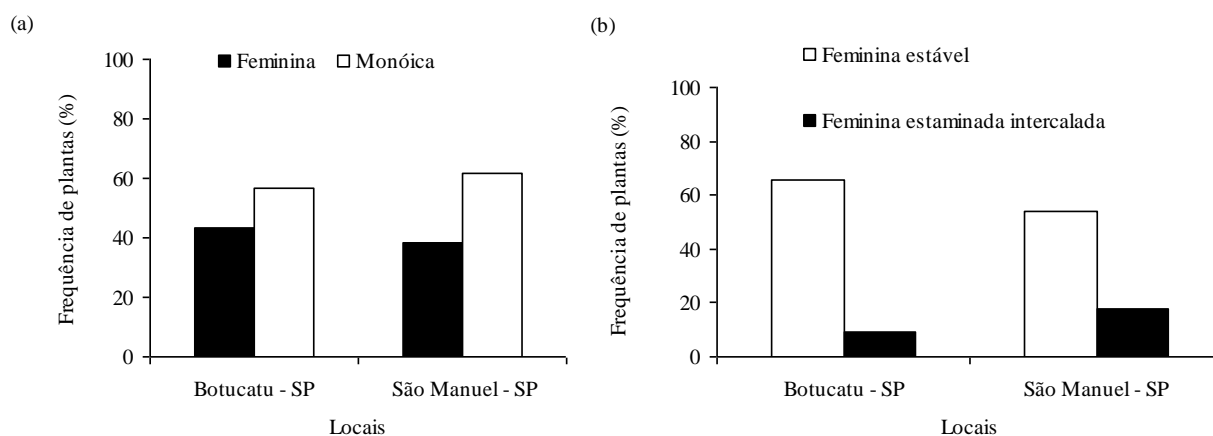 (a)
Frequência de plantas (%)
100
80
60
40
20
0
Feminina Monóica
Botucatu - SP São Manuel - SP
Locais
(b)
Frequência de plantas (%)
100
80
60
40
20
0
Feminina estável
Feminina estaminada intercalada
Botucatu - SP São Manuel - SP
Locais